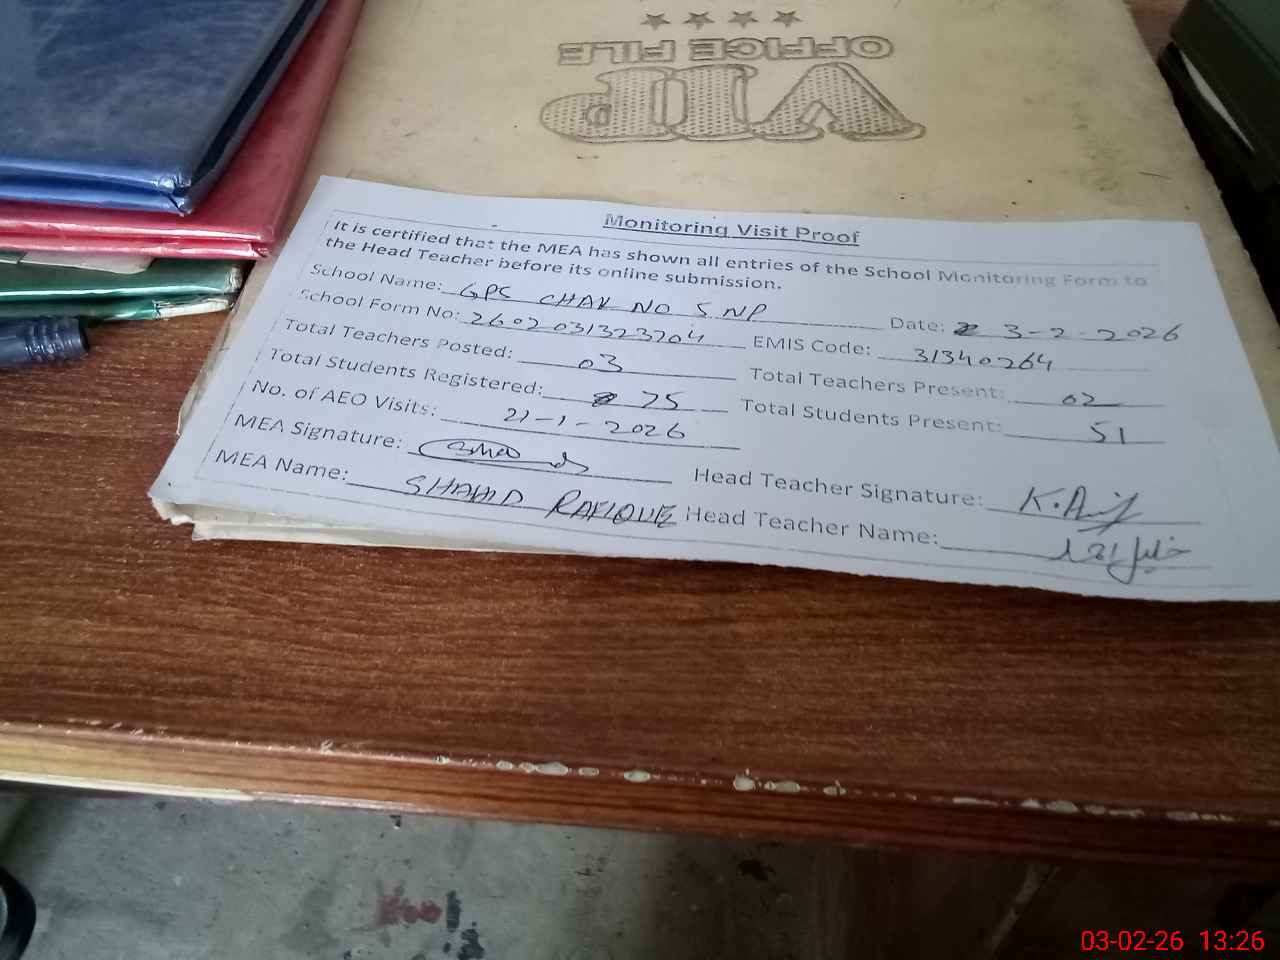 ★★★★
VIP
OFFICE FILE
Monitoring Visit Proof
It is certified that the MEA has shown all entries of the School Monitoring Form to
the Head Teacher before its online submission.
School Name: GPS CHAK NO 5 NP Date: 3-2-2026
School Form No: 2602031323704 EMIS Code: 31340264
Total Teachers Posted: 03 Total Teachers Present: 02
Total Students Registered: 75 Total Students Present: 51
No. of AEO Visits: 21-1-2026
MEA Signature: Head Teacher Signature:
MEA Name: SHAHID RAFIQUE Head Teacher Name:
03-02-26 13:26